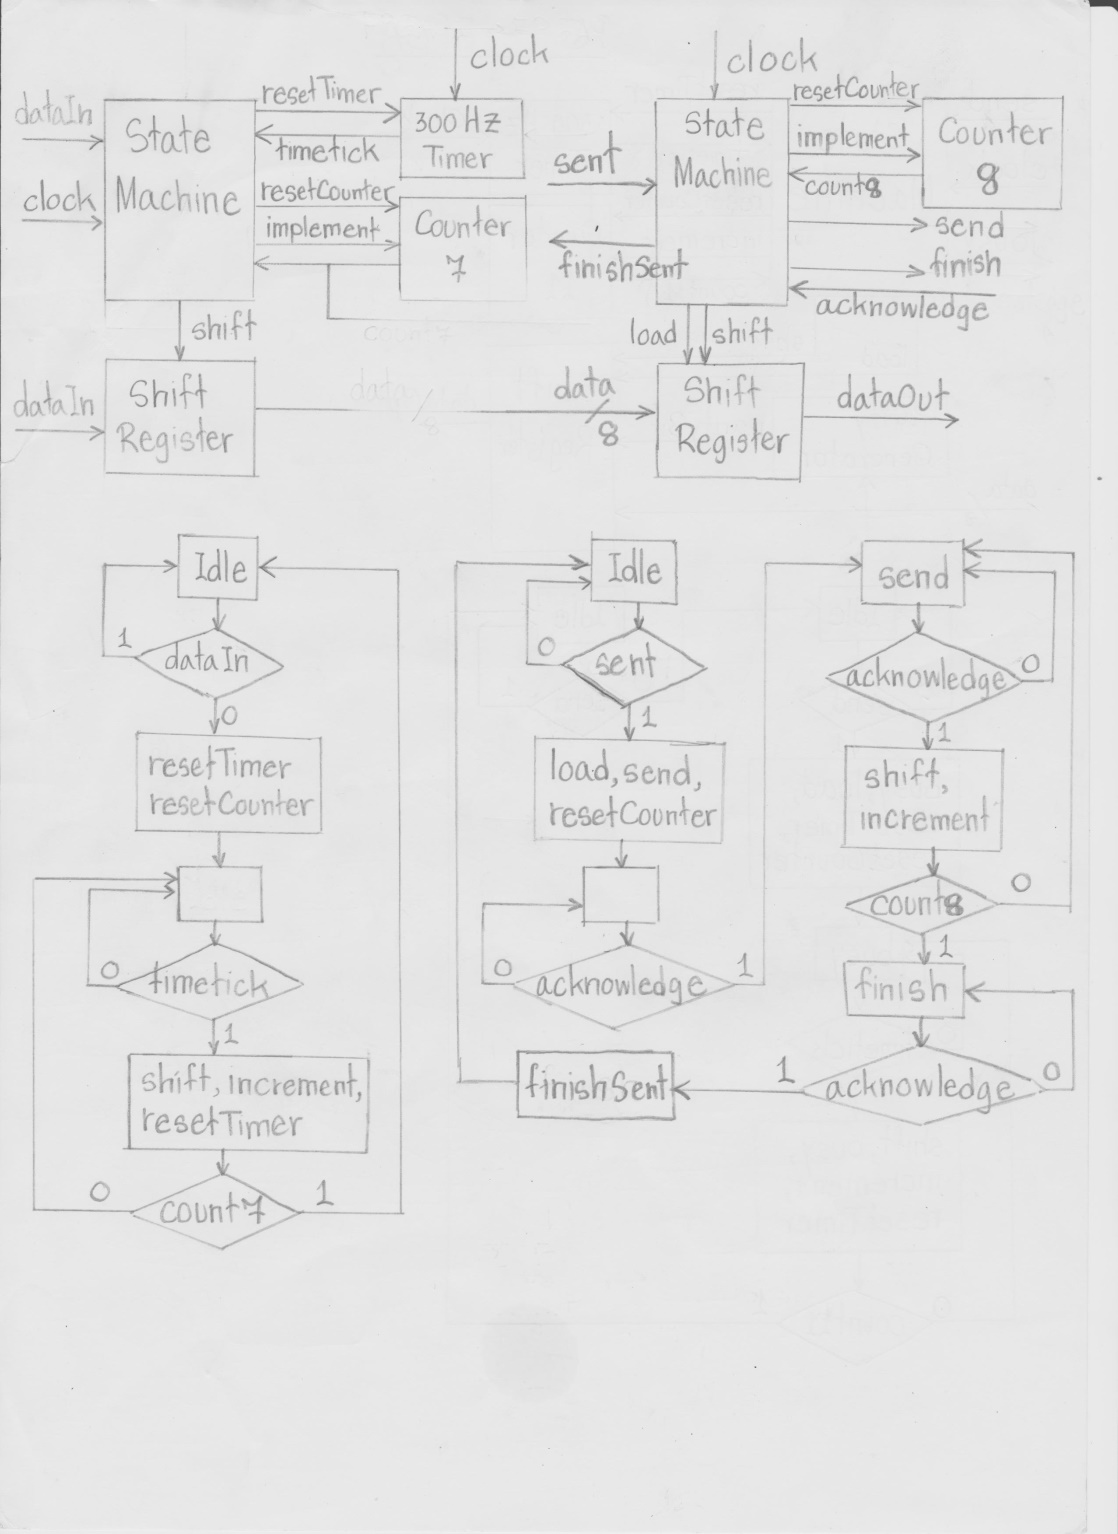 clock
dataIn
State
Machine
clock
resetTimer
timetick
300 Hz
Timer
resetCounter
implement
Counter
7
count7
shift
dataIn
Shift
Register
data
8
clock
sent
finishSent
State
Machine
resetCounter
implement
count8
Counter
8
send
finish
acknowledge
load
shift
data
8
Shift
Register
dataOut
Idle
1
dataIn
0
resetTimer
resetCounter
0
timetick
1
shift, increment,
resetTimer
0
count7
1
Idle
0
sent
1
load, send,
resetCounter
0
acknowledge
1
finishSent
send
acknowledge
0
1
shift,
increment
count8
0
1
finish
1
acknowledge
0